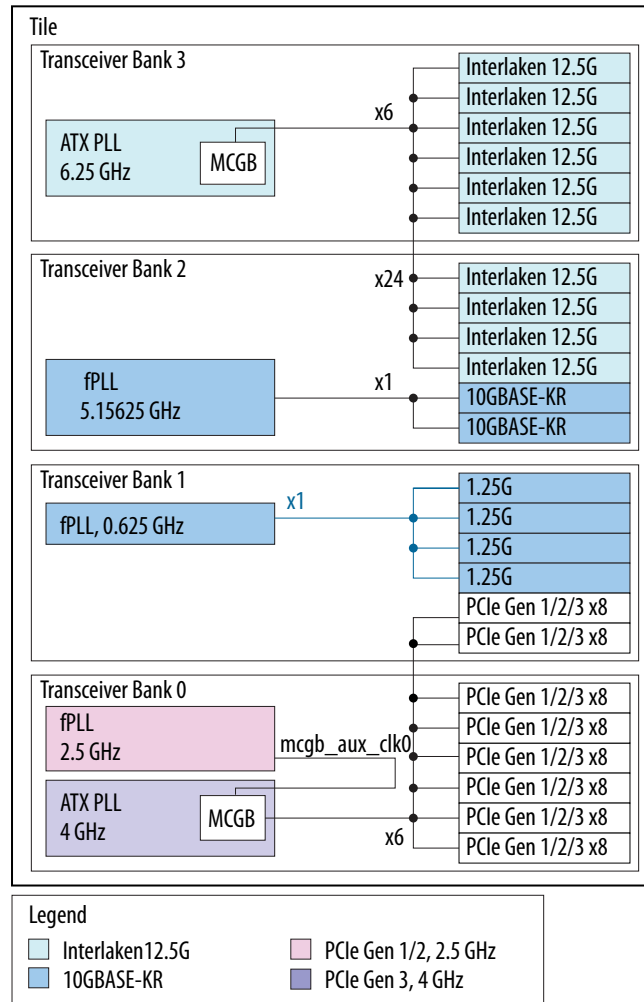 Tile
Transceiver Bank 3
ATX PLL
6.25 GHz
MCGB
x6
Interlaken 12.5G
Interlaken 12.5G
Interlaken 12.5G
Interlaken 12.5G
Interlaken 12.5G
Interlaken 12.5G
Transceiver Bank 2
x24
fPLL
5.15625 GHz
x1
Interlaken 12.5G
Interlaken 12.5G
Interlaken 12.5G
Interlaken 12.5G
10GBASE-KR
10GBASE-KR
Transceiver Bank 1
fPLL, 0.625 GHz
x1
1.25G
1.25G
1.25G
1.25G
PCIe Gen 1/2/3 x8
PCIe Gen 1/2/3 x8
Transceiver Bank 0
fPLL
2.5 GHz
mcgb_aux_clk0
ATX PLL
4 GHz
MCGB
x6
PCIe Gen 1/2/3 x8
PCIe Gen 1/2/3 x8
PCIe Gen 1/2/3 x8
PCIe Gen 1/2/3 x8
PCIe Gen 1/2/3 x8
PCIe Gen 1/2/3 x8
Legend
Interlaken12.5G
10GBASE-KR
PCIe Gen 1/2, 2.5 GHz
PCIe Gen 3, 4 GHz